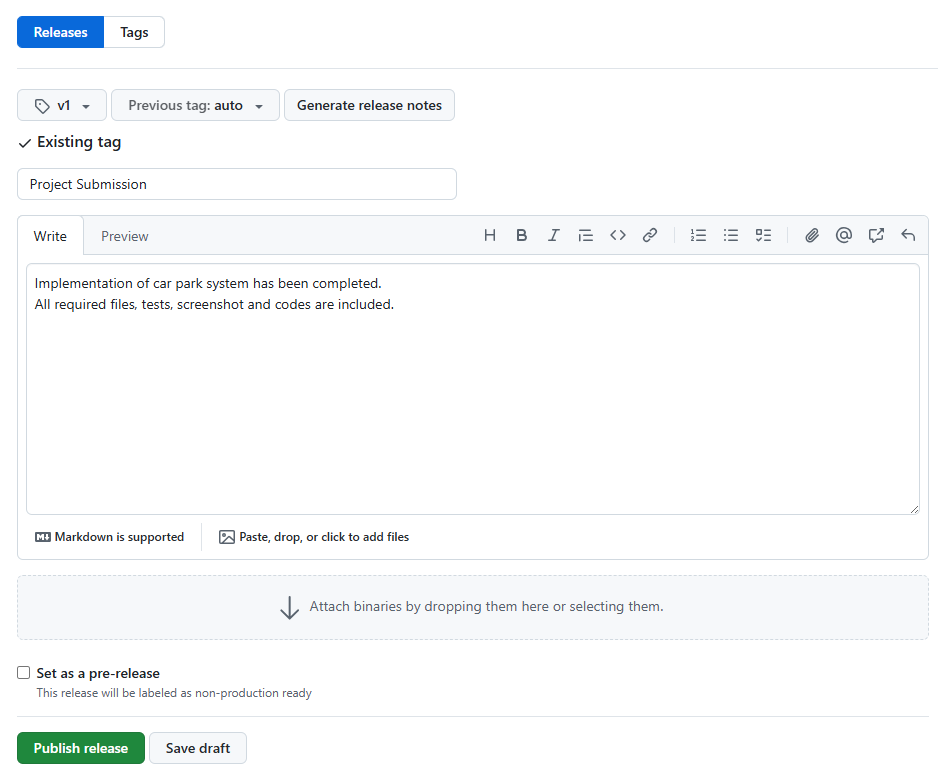 Releases Tags
v1 Previous tag: auto Generate release notes
Existing tag
Project Submission
Write Preview
Implementation of car park system has been completed.
All required files, tests, screenshot and codes are included.
Markdown is supported Paste, drop, or click to add files
Attach binaries by dropping them here or selecting them.
Set as a pre-release
This release will be labeled as non-production ready
Publish release Save draft